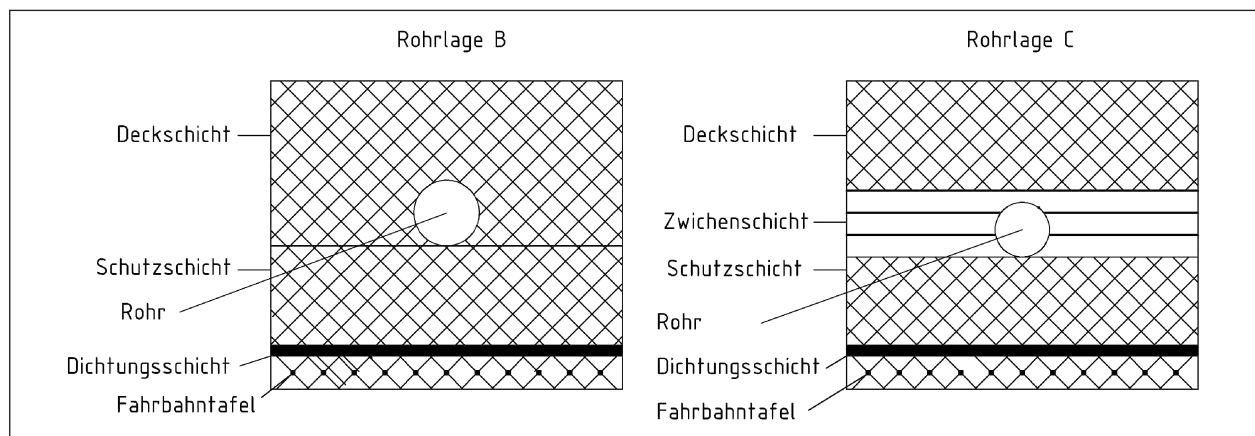 Rohrlage B
Deckschicht
Schutzschicht
Rohr
Dichtungsschicht
Fahrbahntafel
Rohrlage C
Deckschicht
Zwichenschicht
Schutzschicht
Rohr
Dichtungsschicht
Fahrbahntafel